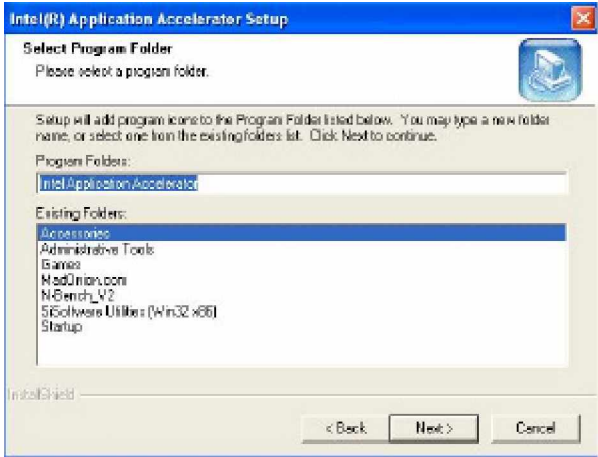 Intel(R) Application Accelerator Setup
Select Program Folder
Please select a program folder.
Setup will add program icons to the Program Folder listed below. You may type a new folder
name, or select one from the existing folders list. Click Next to continue.
Program Folders:
Intel Application Accelerator
Existing Folders:
Accessories
Administrative Tools
Games
MadOnion.com
N-Bench_V2
SiSoftware Utilities (Win32 x86)
Startup
InstallShield
< Back
Next >
Cancel